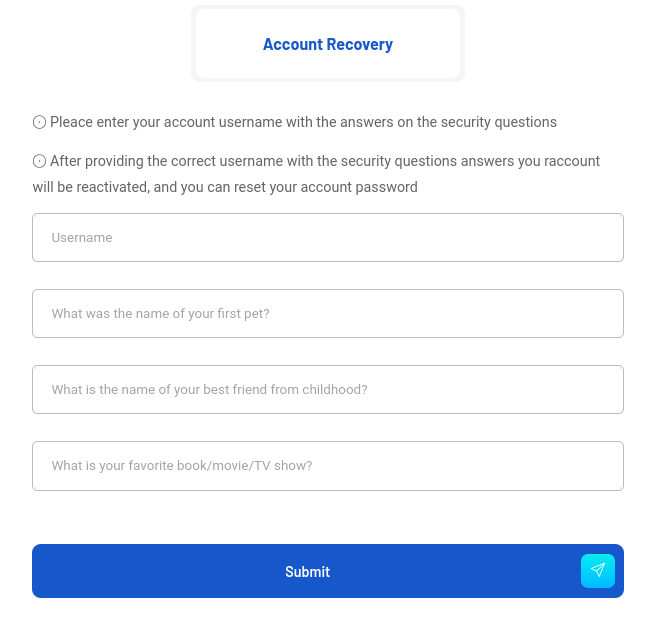 Account Recovery
Please enter your account username with the answers on the security questions
After providing the correct username with the security questions answers you raccount
will be reactivated, and you can reset your account password
Username
What was the name of your first pet?
What is the name of your best friend from childhood?
What is your favorite book/movie/TV show?
Submit